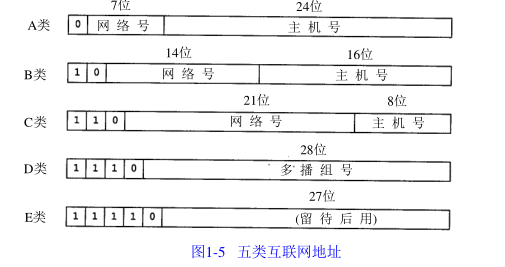 7位 24位
A类 0 网络号 主机号
14位 16位
B类 1 0 网络号 主机号
21位 8位
C类 1 1 0 网络号 主机号
28位
D类 1 1 1 0 多播组号
27位
E类 1 1 1 1 0 (留待后用)
图1-5 五类互联网地址